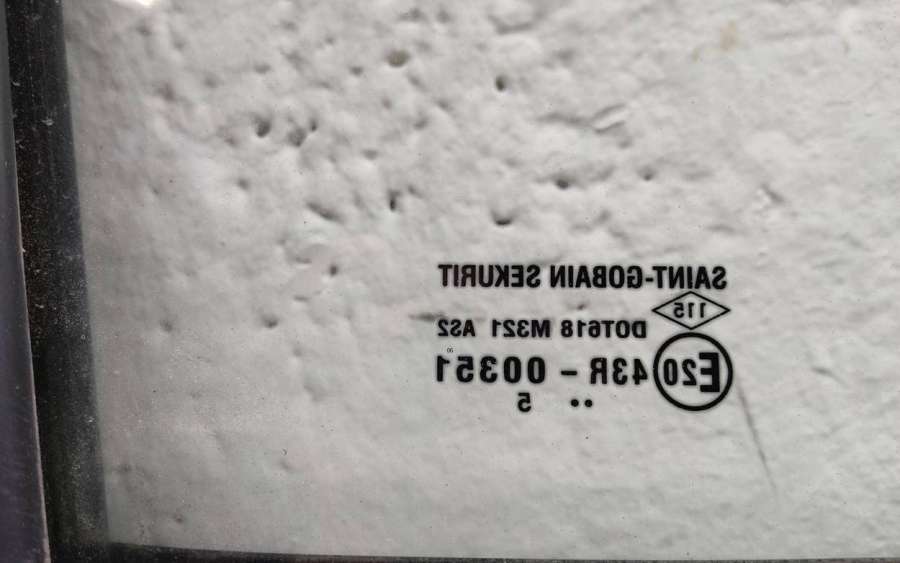 SAINT-GOBAIN SEKURIT
115
DOT618 M321 AS2
E20 43R - 00351
.. 5